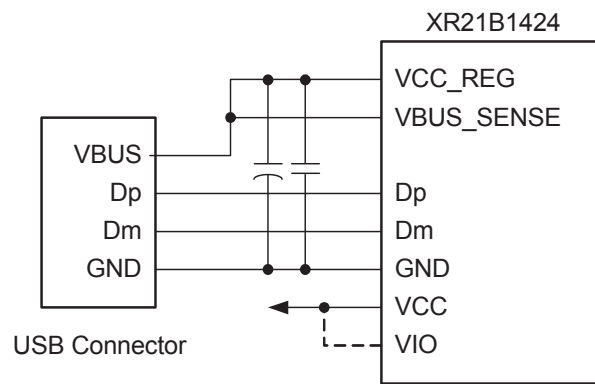 XR21B1424
VCC_REG
VBUS_SENSE
VBUS
Dp
Dp
Dm
Dm
GND
GND
VCC
USB Connector
VIO